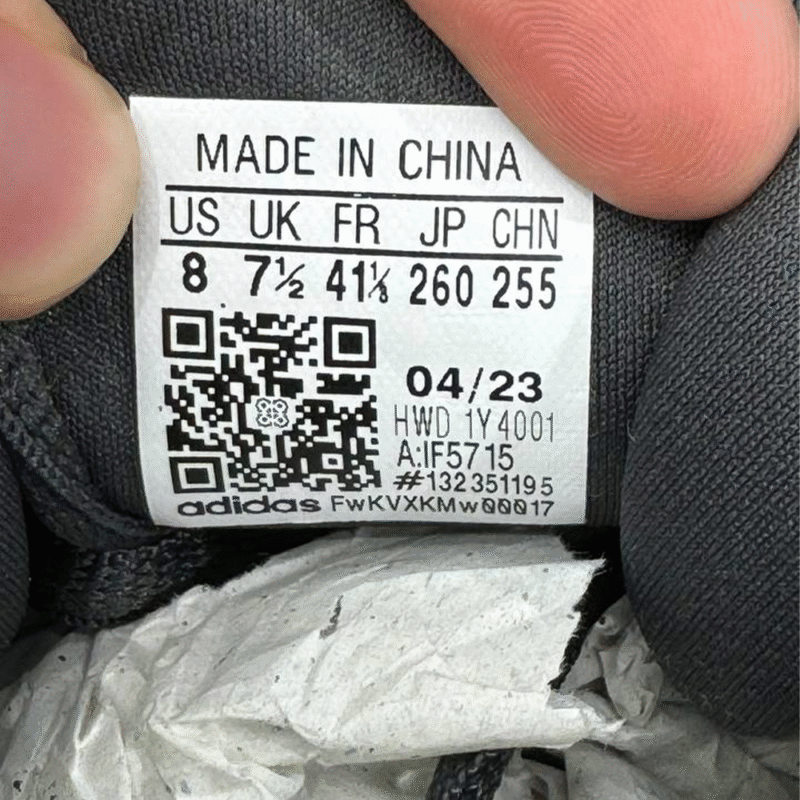 MADE IN CHINA
US UK FR JP CHN
8 7½ 41⅓ 260 255
04/23
HWD 1Y4001
A:IF5715
#132351195
adidas FwKVXKMw00017